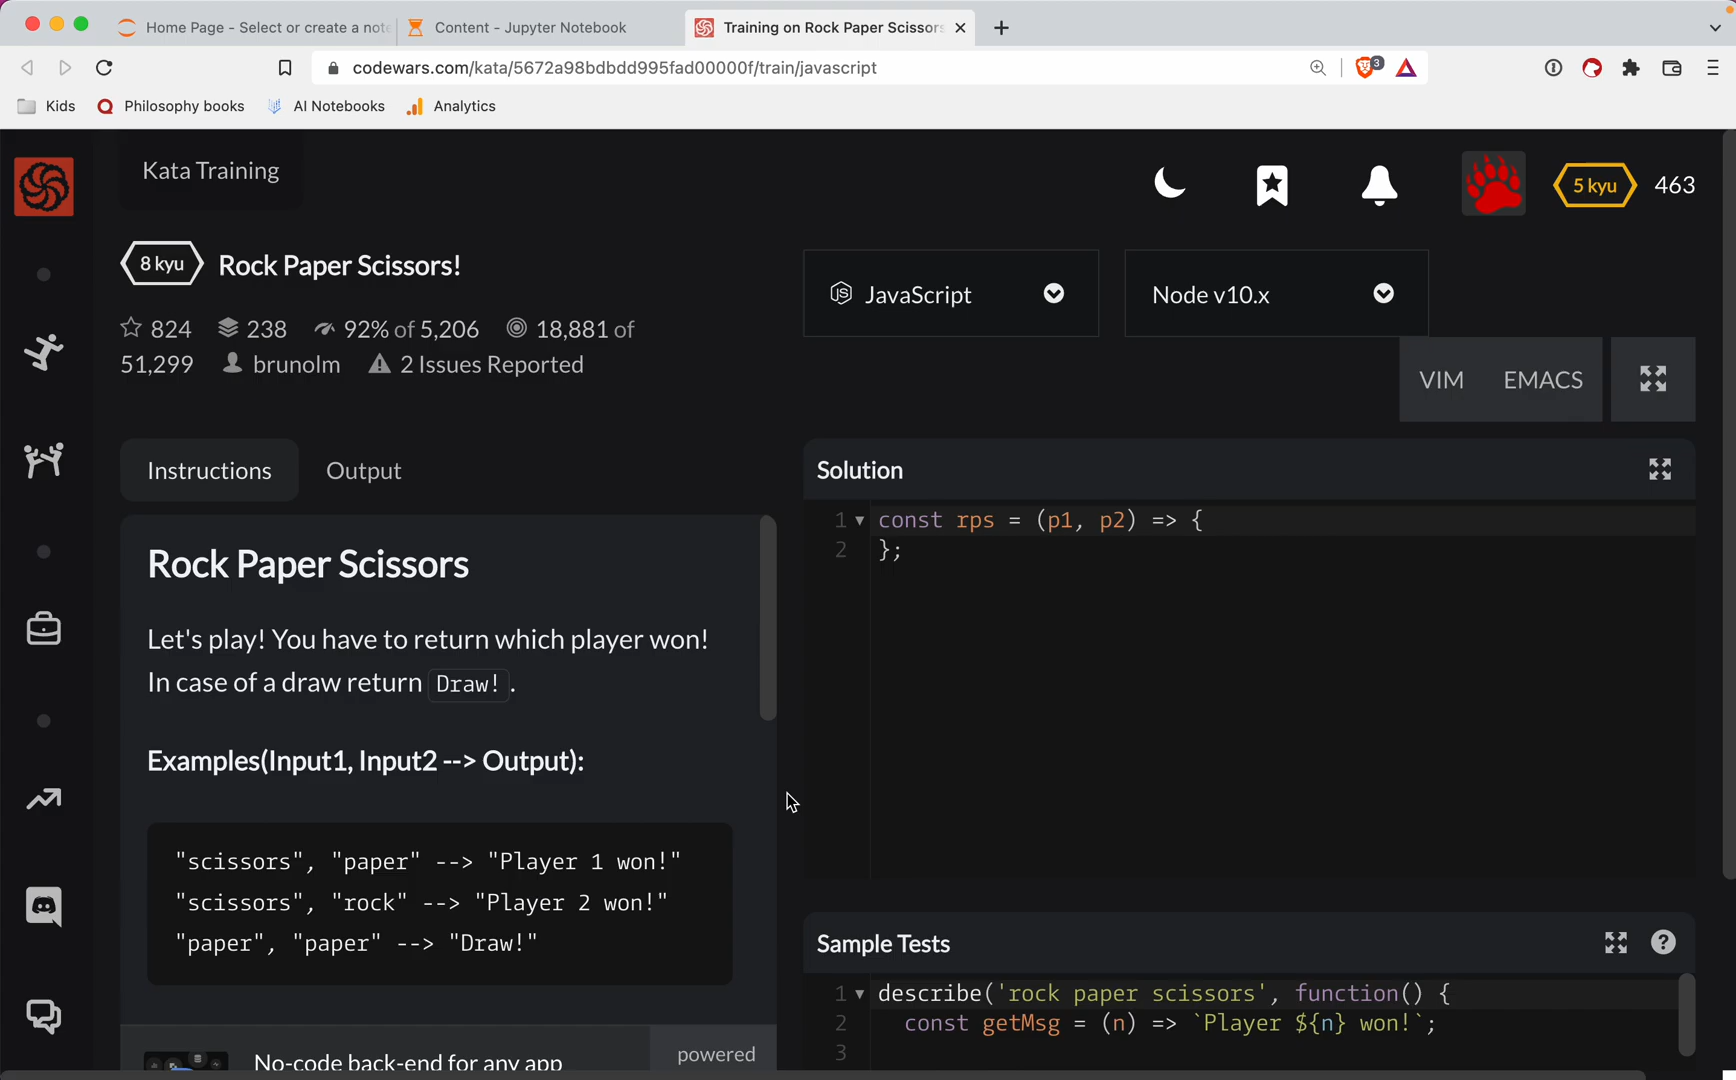 Home Page - Select or create a note
Content - Jupyter Notebook
Training on Rock Paper Scissors
codewars.com/kata/5672a98bdbdd995fad00000f/train/javascript
3
Kids
Philosophy books
AI Notebooks
Analytics
Kata Training
5 kyu
463
8 kyu
Rock Paper Scissors!
824 238 92% of 5,206 18,881 of
51,299 brunolm 2 Issues Reported
JavaScript
Node v10.x
VIM
EMACS
Instructions
Output
Rock Paper Scissors
Let's play! You have to return which player won!
In case of a draw return Draw! .
Examples(Input1, Input2 --> Output):
"scissors", "paper" --> "Player 1 won!"
"scissors", "rock" --> "Player 2 won!"
"paper", "paper" --> "Draw!"
No-code back-end for any app
powered
Solution
1 const rps = (p1, p2) => {
2 };
Sample Tests
1 describe('rock paper scissors', function() {
2 const getMsg = (n) => `Player ${n} won!`;
3